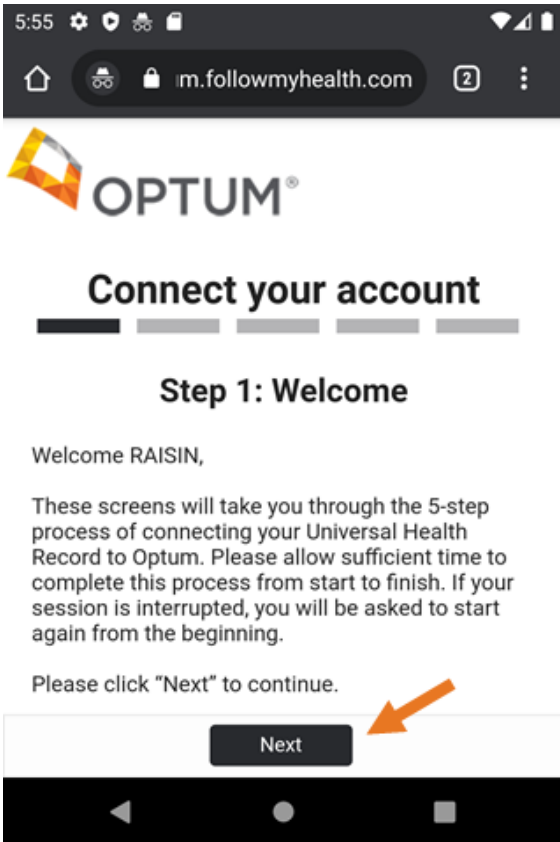 5:55
ım.followmyhealth.com 2
OPTUM®
Connect your account
Step 1: Welcome
Welcome RAISIN,
These screens will take you through the 5-step
process of connecting your Universal Health
Record to Optum. Please allow sufficient time to
complete this process from start to finish. If your
session is interrupted, you will be asked to start
again from the beginning.
Please click “Next” to continue.
Next